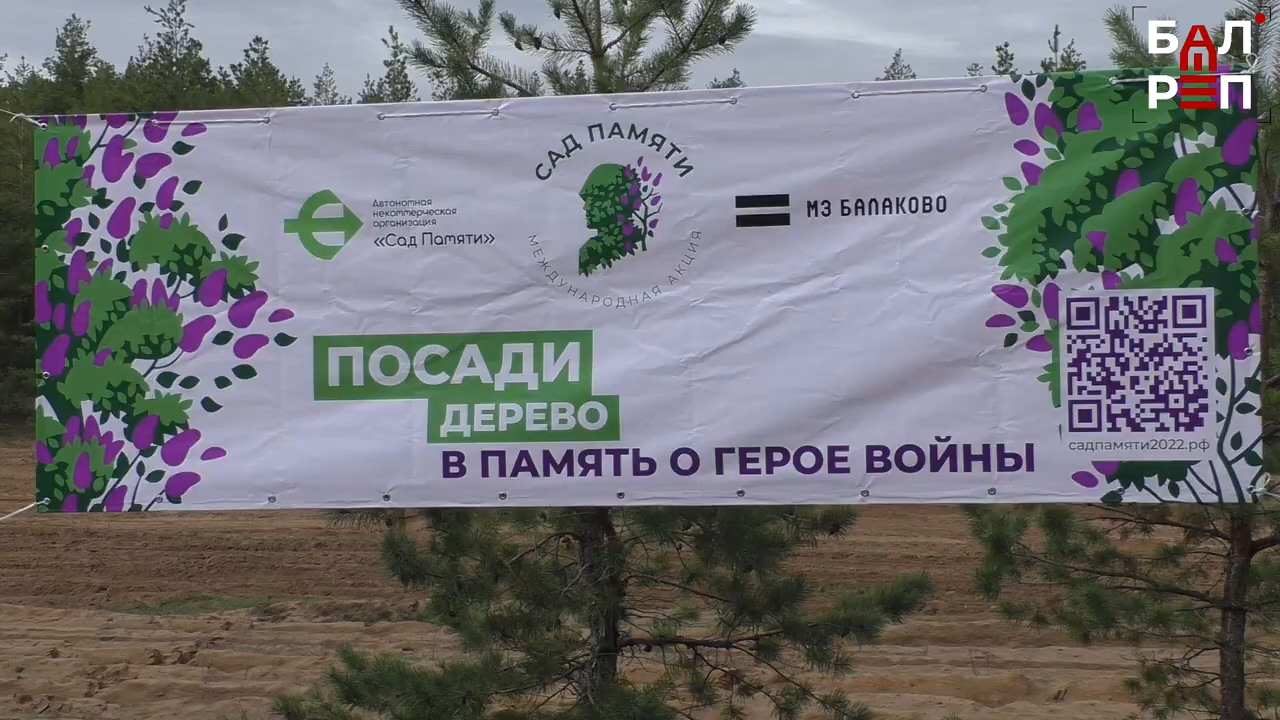 БАЛ
РЕП
САД ПАМЯТИ
МЕЖДУНАРОДНАЯ АКЦИЯ
Автономная
некоммерческая
организация
«Сад Памяти»
МЗ БАЛАКОВО
ПОСАДИ
ДЕРЕВО
В ПАМЯТЬ О ГЕРОЕ ВОЙНЫ
садпамяти2022.рф